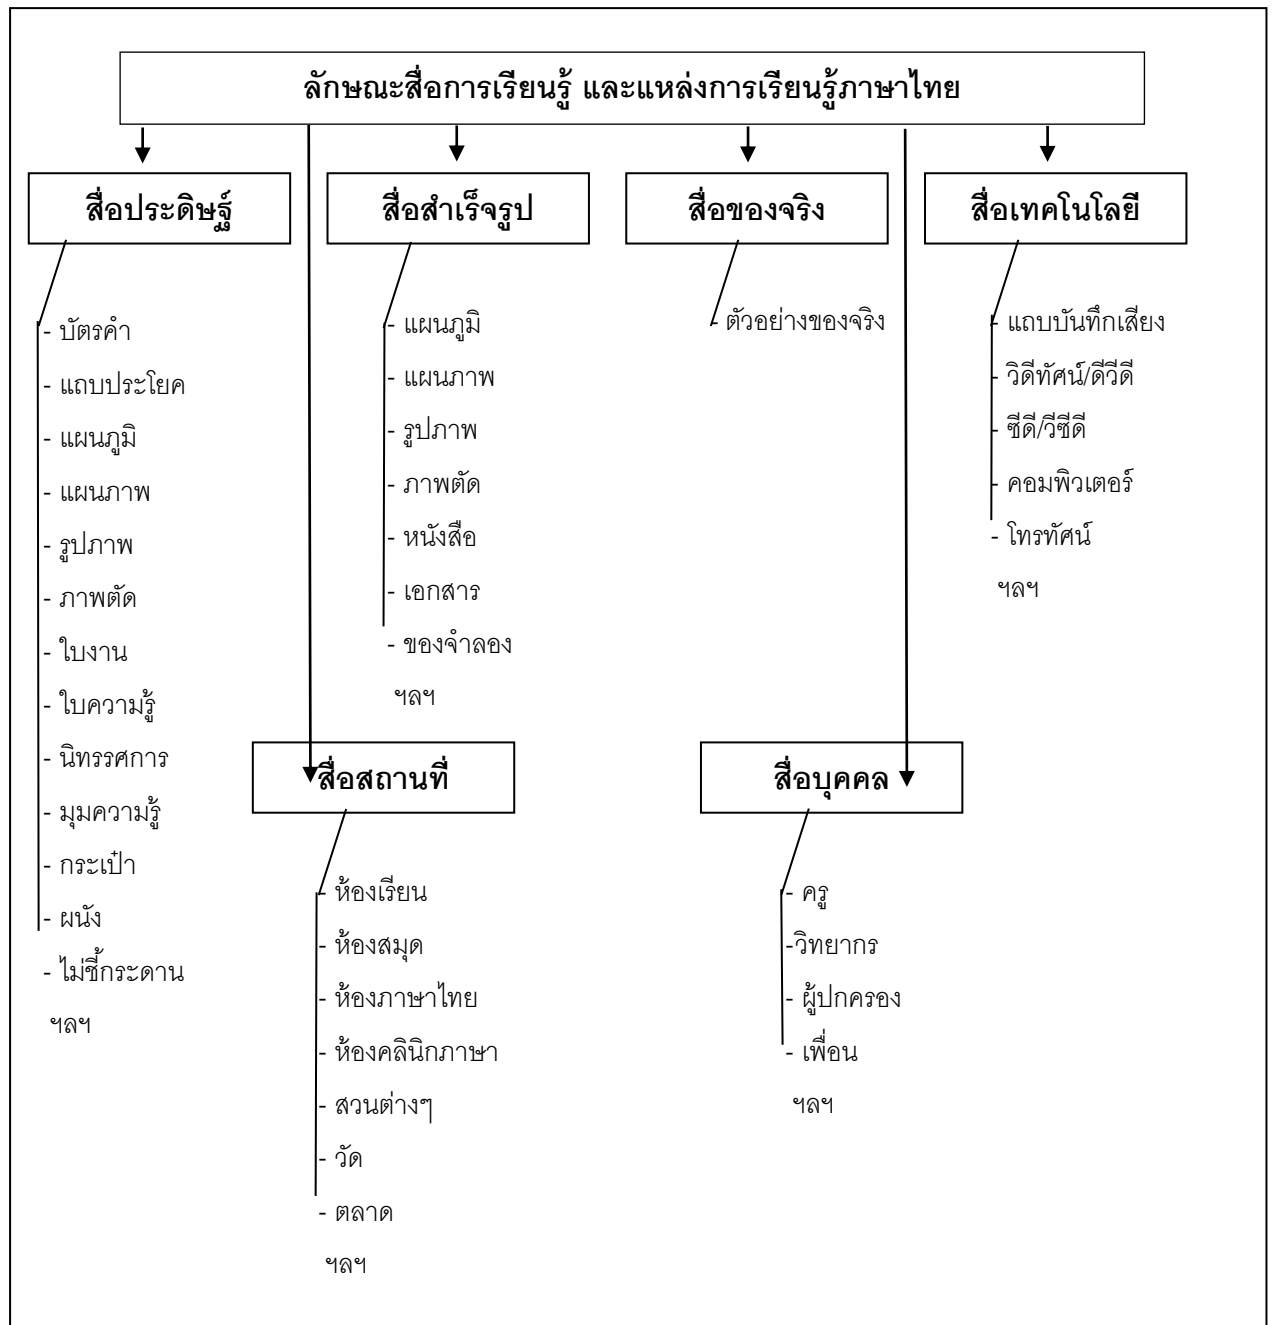 ลักษณะสื่อการเรียนรู้ และแหล่งการเรียนรู้ภาษาไทย
สื่อประดิษฐ์
- บัตรคำ
- แถบประโยค
- แผนภูมิ
- แผนภาพ
- รูปภาพ
- ภาพตัด
- ใบงาน
- ใบความรู้
- นิทรรศการ
- มุมความรู้
- กระเป๋า
- ผนัง
- ไม่ชี้กระดาน
ฯลฯ
สื่อสำเร็จรูป
- แผนภูมิ
- แผนภาพ
- รูปภาพ
- ภาพตัด
- หนังสือ
- เอกสาร
- ของจำลอง
ฯลฯ
สื่อของจริง
- ตัวอย่างของจริง
สื่อเทคโนโลยี
- แถบบันทึกเสียง
- วิดีทัศน์/ดีวีดี
- ซีดี/วีซีดี
- คอมพิวเตอร์
- โทรทัศน์
ฯลฯ
สื่อสถานที่
- ห้องเรียน
- ห้องสมุด
- ห้องภาษาไทย
- ห้องคลินิกภาษา
- สวนต่างๆ
- วัด
- ตลาด
ฯลฯ
สื่อบุคคล
- ครู
-วิทยากร
- ผู้ปกครอง
- เพื่อน
ฯลฯ